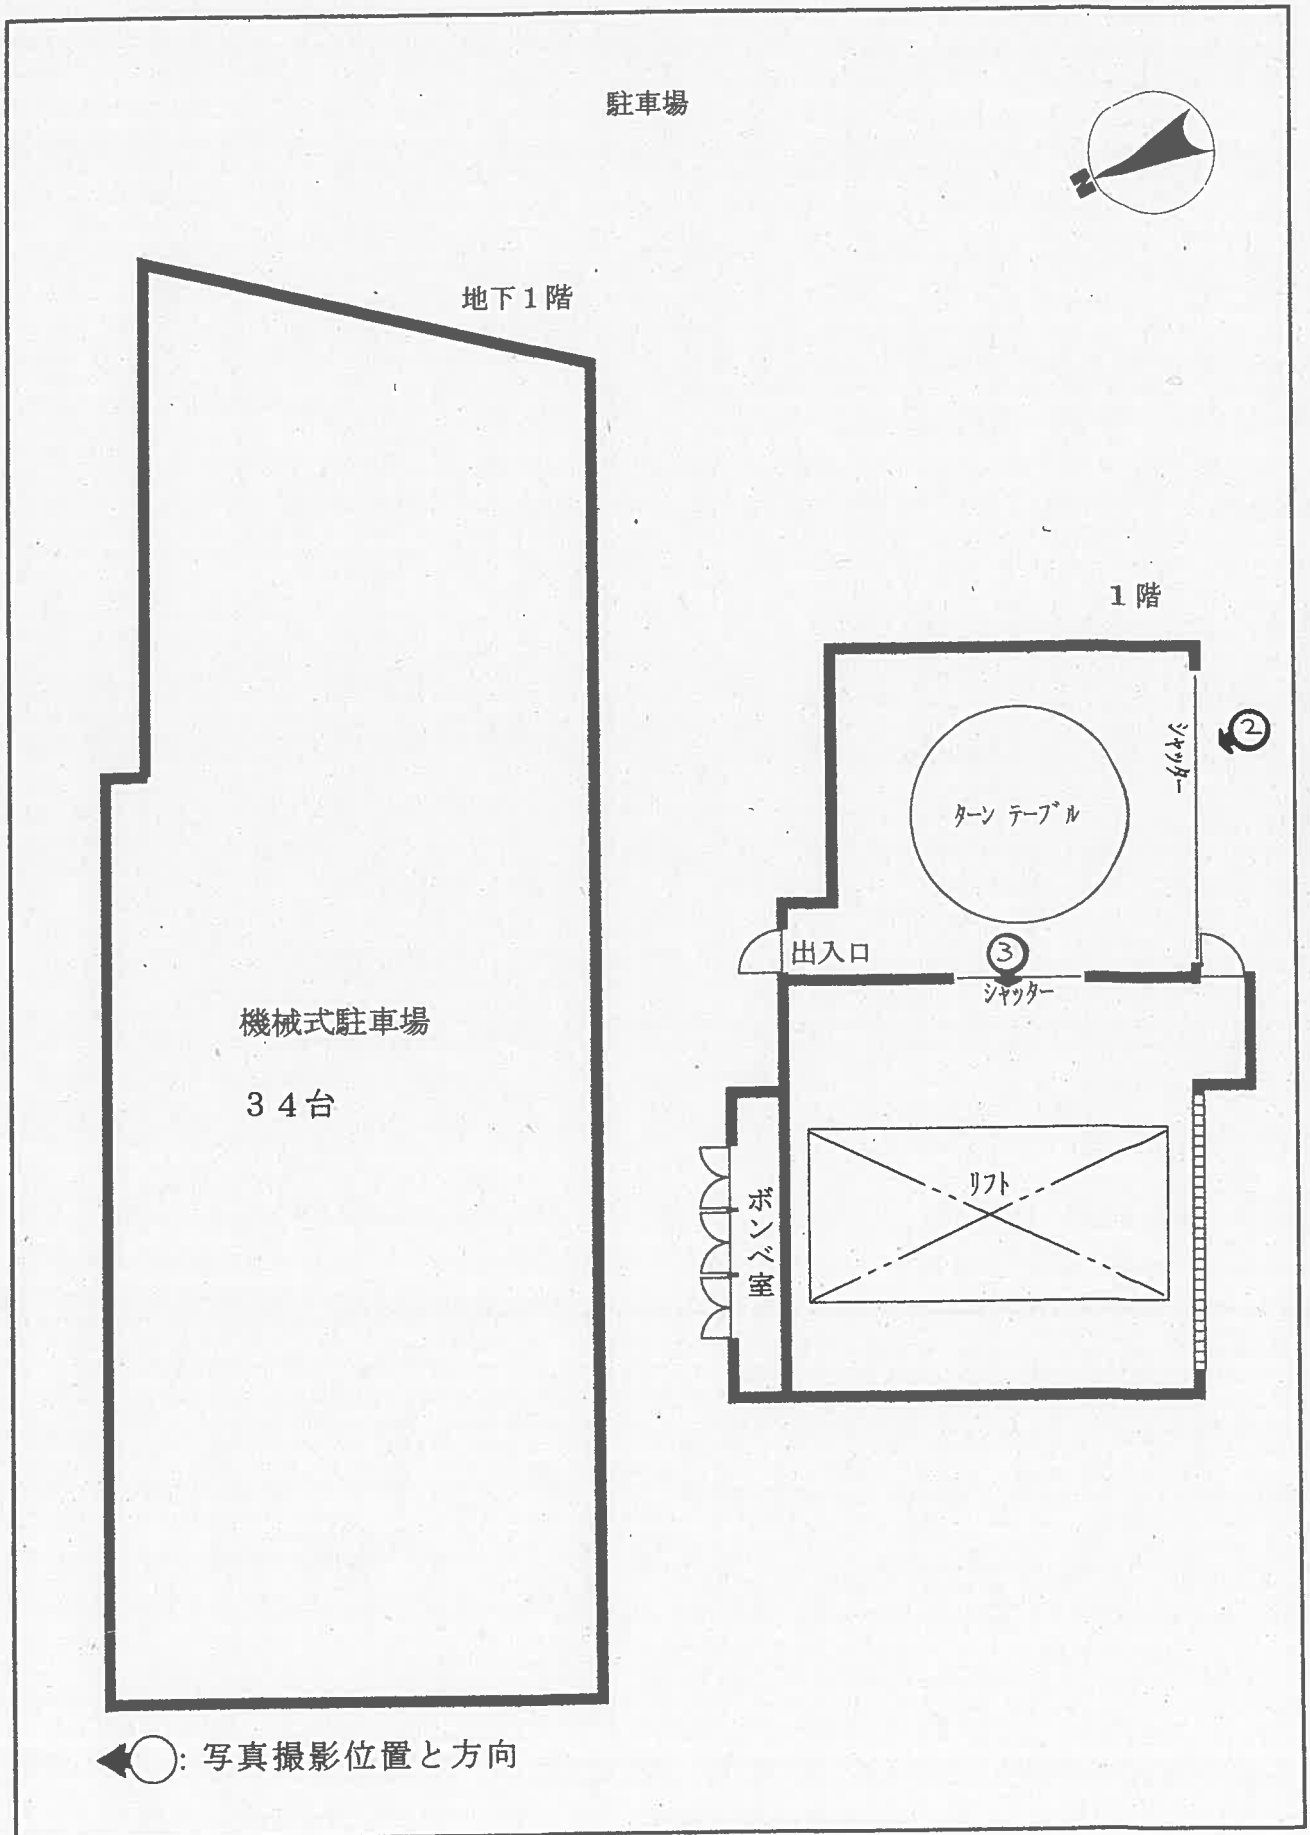 駐車場
N
地下1階
1階
シャッター
②
ターン テーブル
出入口
③
シャッター
機械式駐車場
34台
リフト
ボンベ室
: 写真撮影位置と方向